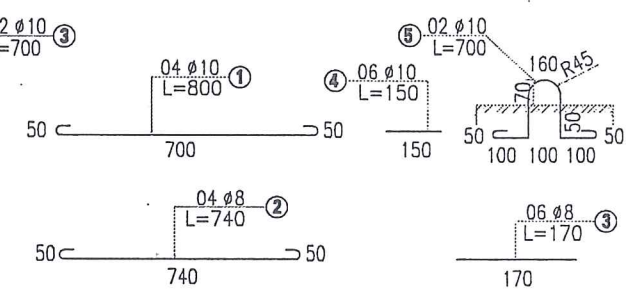 2 ø10 ③
=700
04 ø10 ①
L=800
50 50
700
④ 06 ø10
L=150
150
⑤ 02 ø10
L=700
160 R45
70
50 50 50
100 100 100
04 ø8 ②
L=740
50 50
740
06 ø8 ③
L=170
170